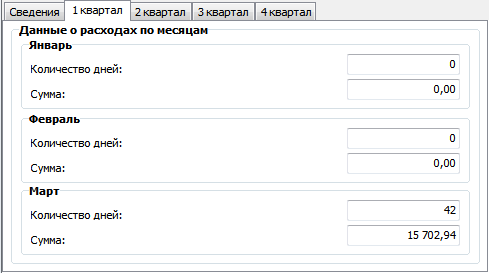 Сведения 1 квартал 2 квартал 3 квартал 4 квартал
Данные о расходах по месяцам
Январь
Количество дней: 0
Сумма: 0,00
Февраль
Количество дней: 0
Сумма: 0,00
Март
Количество дней: 42
Сумма: 15 702,94